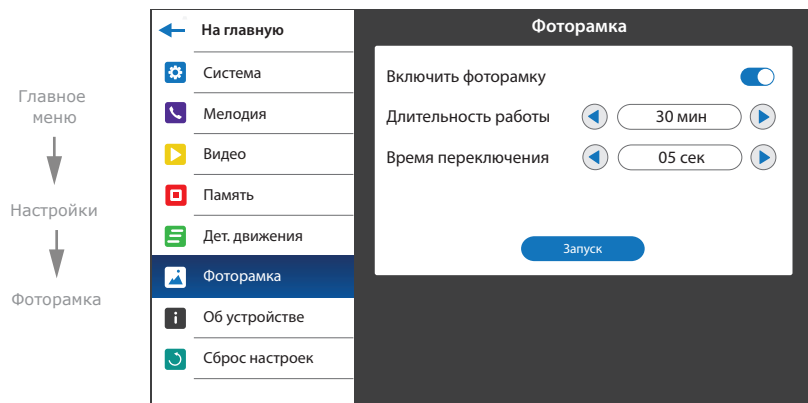 Главное
меню
Настройки
Фоторамка
На главную
Система
Мелодия
Видео
Память
Дет. движения
Фоторамка
Об устройстве
Сброс настроек
Фоторамка
Включить фоторамку
Длительность работы 30 мин
Время переключения 05 сек
Запуск